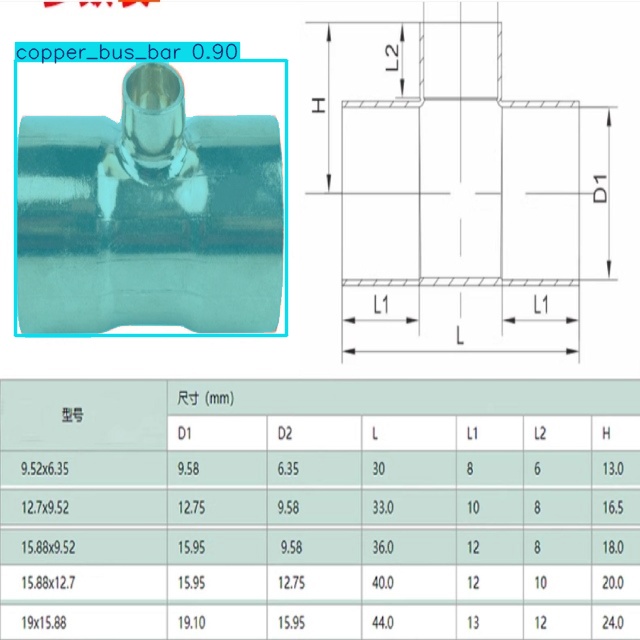 copper_bus_bar 0.90
L2
H
D1
L1
L1
L
型号 尺寸（mm）
D1 D2 L L1 L2 H
9.52x6.35 9.58 6.35 30 8 6 13.0
12.7x9.52 12.75 9.58 33.0 10 8 16.5
15.88x9.52 15.95 9.58 36.0 12 8 18.0
15.88x12.7 15.95 12.75 40.0 12 10 20.0
19x15.88 19.10 15.95 44.0 13 12 24.0